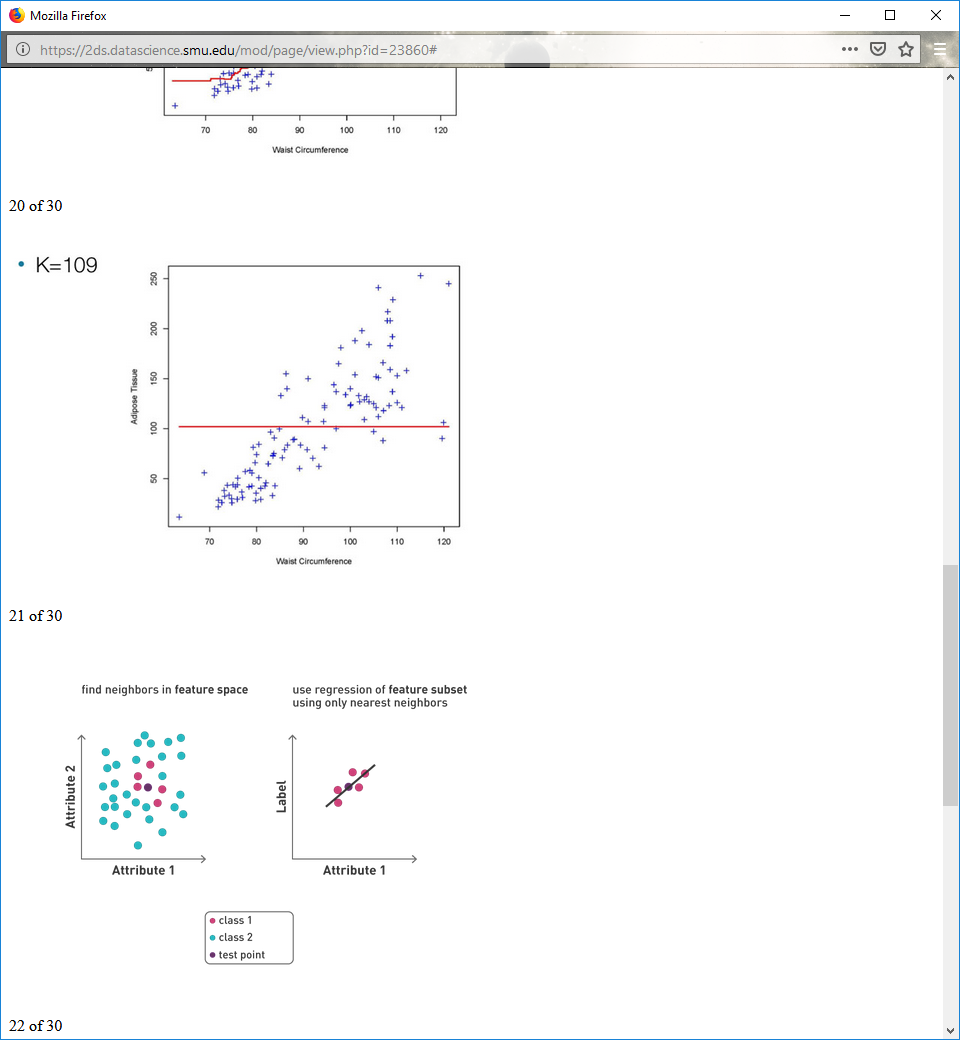 Mozilla Firefox
https://2ds.datascience.smu.edu/mod/page/view.php?id=23860#
70 80 90 100 110 120
Waist Circumference
20 of 30
• K=109
250
200
150
100
50
Adipose Tissue
70 80 90 100 110 120
Waist Circumference
21 of 30
find neighbors in feature space
use regression of feature subset
using only nearest neighbors
Attribute 2
Attribute 1
Label
Attribute 1
class 1
class 2
test point
22 of 30